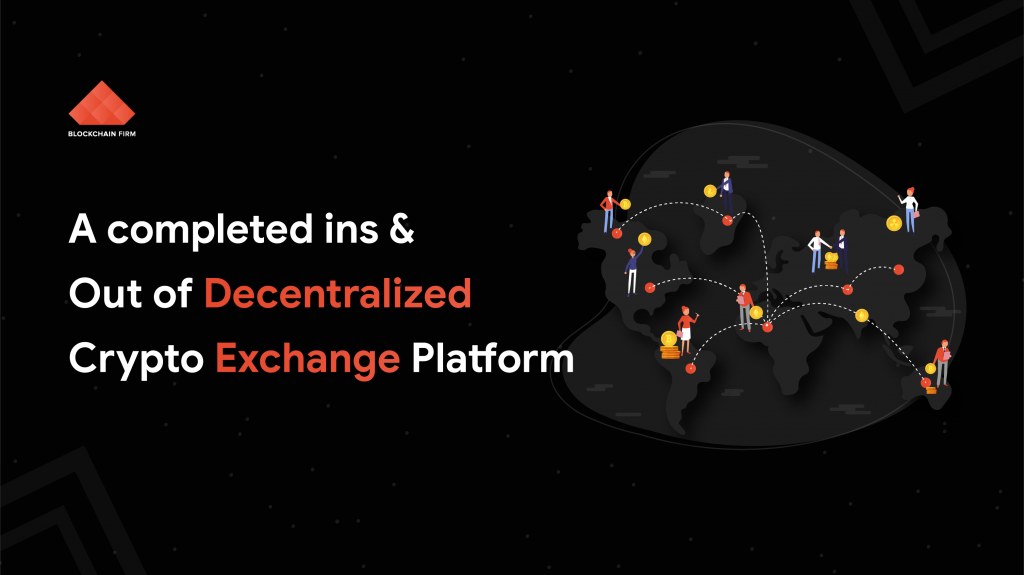 BLOCKCHAIN FIRM
A completed ins &
Out of Decentralized
Crypto Exchange Platform